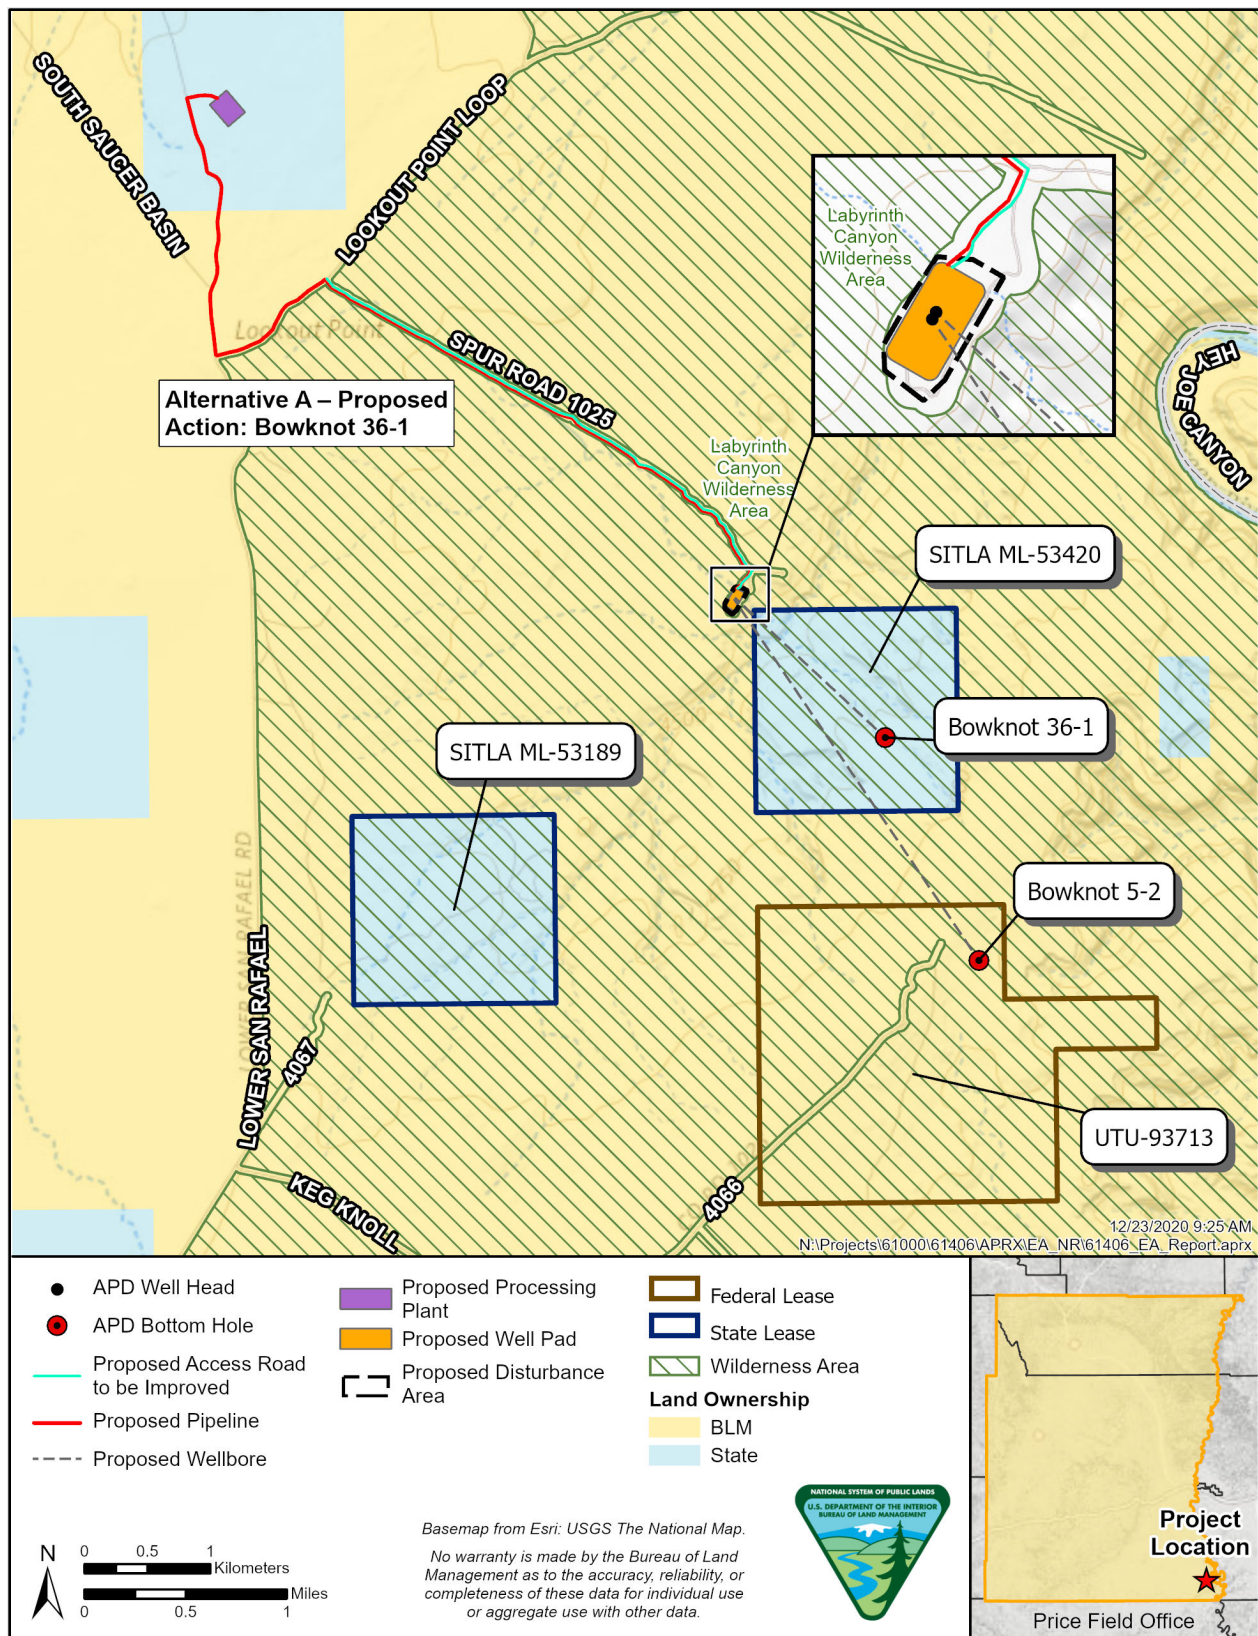 SOUTH SAUCER BASIN
LOOKOUT POINT LOOP
Lookout Point
Alternative A – Proposed
Action: Bowknot 36-1
SPUR ROAD 1025
Labyrinth
Canyon
Wilderness
Area
Labyrinth
Canyon
Wilderness
Area
HEY JOE CANYON
SITLA ML-53420
Bowknot 36-1
SITLA ML-53189
Bowknot 5-2
UTU-93713
LOWER SAN RAFAEL RD
LOWER SAN RAFAEL
4067
KEG KNOLL
4066
12/23/2020 9:25 AM
N:\Projects\61000\61406\APRX\EA_NR\61406_EA_Report.aprx
APD Well Head
APD Bottom Hole
Proposed Access Road
to be Improved
Proposed Pipeline
Proposed Wellbore
Proposed Processing
Plant
Proposed Well Pad
Proposed Disturbance
Area
Federal Lease
State Lease
Wilderness Area
Land Ownership
BLM
State
N
0 0.5 1
Kilometers
Miles
0 0.5 1
Basemap from Esri: USGS The National Map.
No warranty is made by the Bureau of Land
Management as to the accuracy, reliability, or
completeness of these data for individual use
or aggregate use with other data.
NATIONAL SYSTEM OF PUBLIC LANDS
U.S. DEPARTMENT OF THE INTERIOR
BUREAU OF LAND MANAGEMENT
Project
Location
Price Field Office